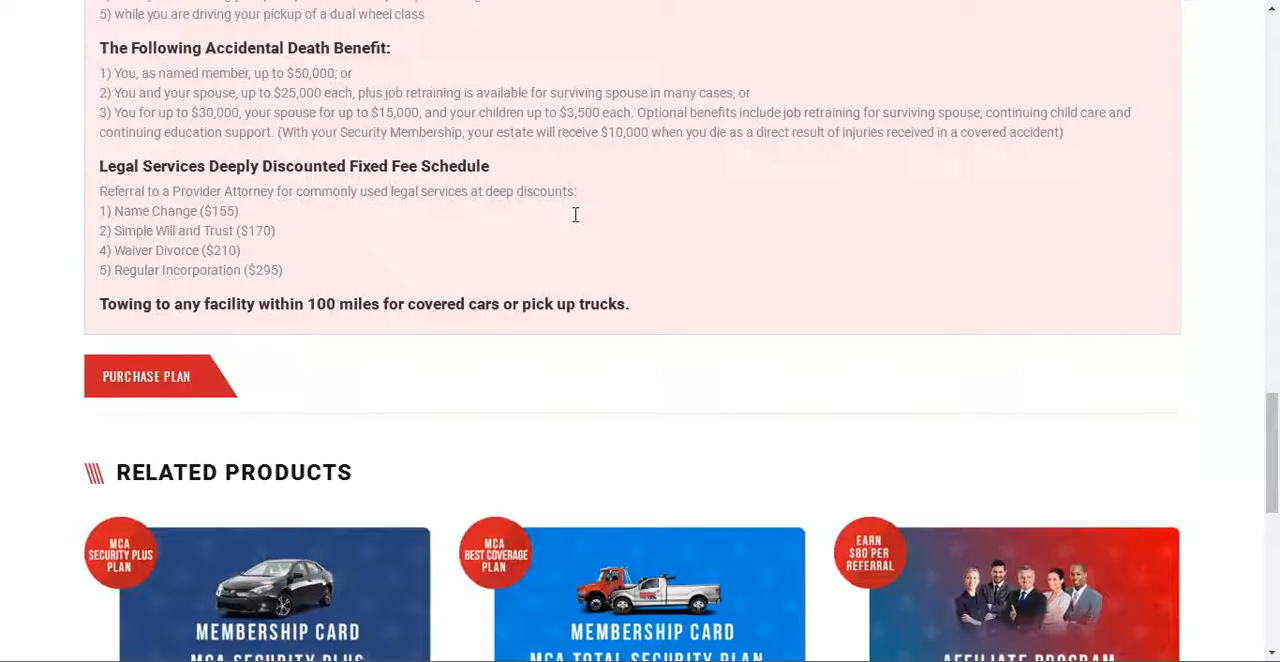 5) while you are driving your pickup of a dual wheel class
The Following Accidental Death Benefit:
1) You, as named member, up to $50,000; or
2) You and your spouse, up to $25,000 each, plus job retraining is available for surviving spouse in many cases; or
3) You for up to $30,000, your spouse for up to $15,000, and your children up to $3,500 each. Optional benefits include job retraining for surviving spouse, continuing child care and
continuing education support. (With your Security Membership, your estate will receive $10,000 when you die as a direct result of injuries received in a covered accident)
Legal Services Deeply Discounted Fixed Fee Schedule
Referral to a Provider Attorney for commonly used legal services at deep discounts:
1) Name Change ($155)
2) Simple Will and Trust ($170)
4) Waiver Divorce ($210)
5) Regular Incorporation ($295)
Towing to any facility within 100 miles for covered cars or pick up trucks.
PURCHASE PLAN
RELATED PRODUCTS
MCA
SECURITY PLUS
PLAN
MEMBERSHIP CARD
MCA SECURITY PLUS
MCA
BEST COVERAGE
PLAN
MEMBERSHIP CARD
MCA TOTAL SECURITY PLAN
EARN
$80 PER
REFERRAL
AFFILIATE PROGRAM